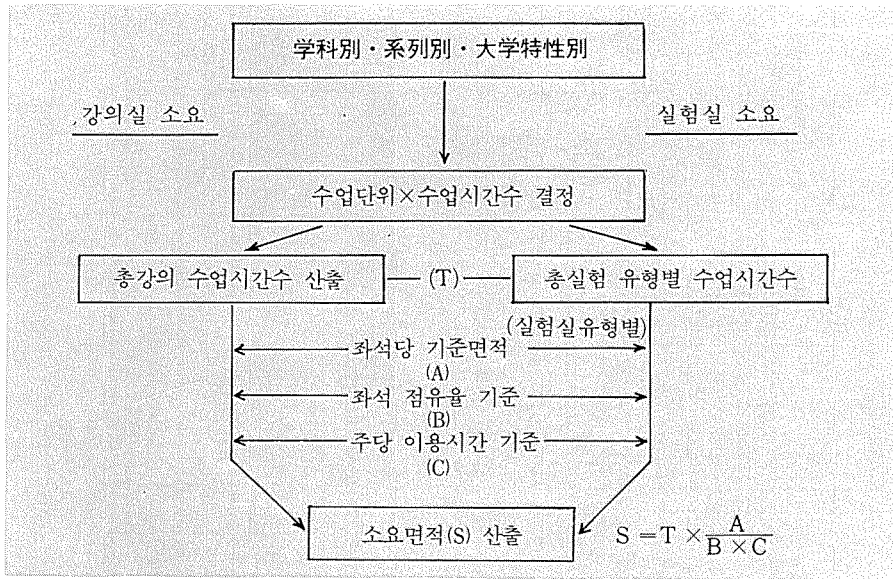 学科別·系列別·大学特性別
강의실 소요
실험실 소요
수업단위×수업시간수 결정
총강의 수업시간수 산출
(T)
총실험 유형별 수업시간수
(실험실유형별)
좌석당 기준면적
(A)
좌석 점유율 기준
(B)
주당 이용시간 기준
(C)
소요면적(S) 산출
S = T × A / B × C